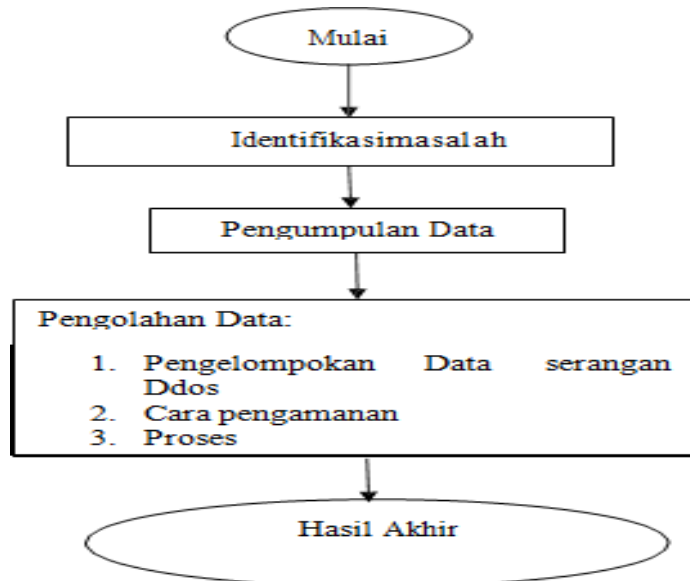 Mulai
Identifikasimasalah
Pengumpulan Data
Pengolahan Data:
1. Pengelompokan Data serangan
Ddos
2. Cara pengamanan
3. Proses
Hasil Akhir